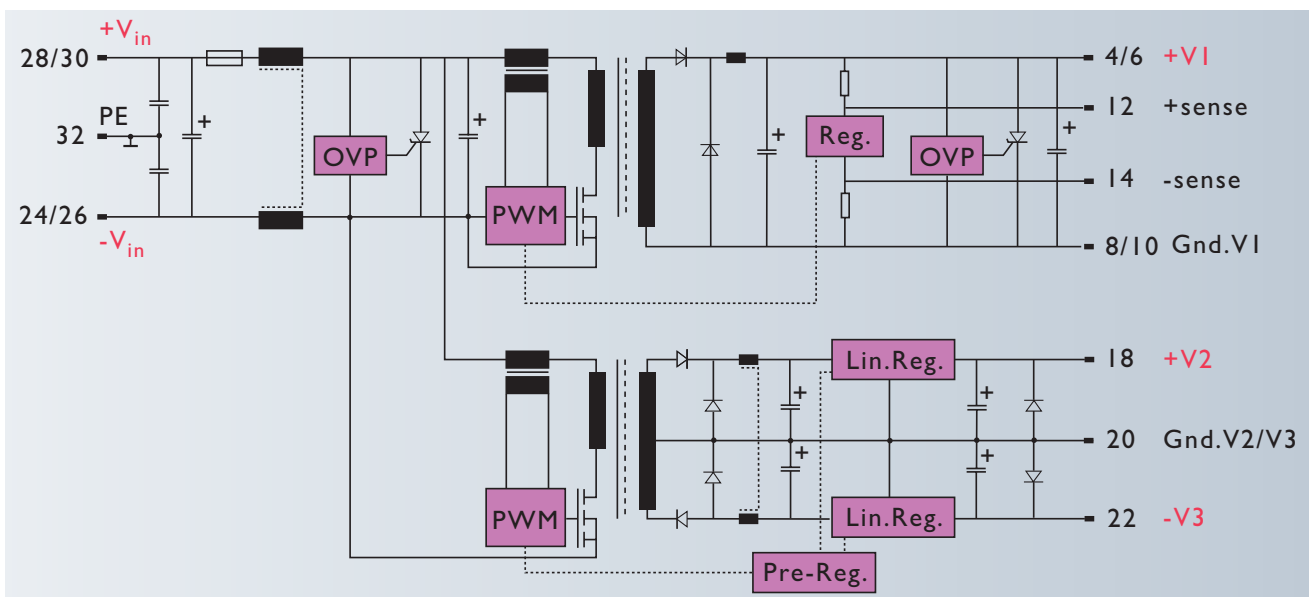 +Vin
28/30
PE
32
24/26
-Vin
+
+
OVP
PWM
+
Reg.
OVP
+
4/6 +V1
12 +sense
14 -sense
8/10 Gnd.V1
PWM
Lin.Reg.
+
+
+
+
Lin.Reg.
Pre-Reg.
18 +V2
20 Gnd.V2/V3
22 -V3